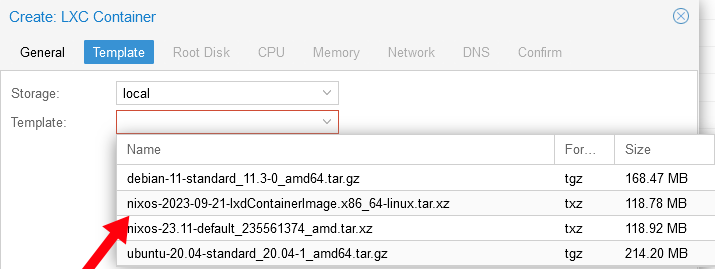 Create: LXC Container
General Template Root Disk CPU Memory Network DNS Confirm
Storage: local
Template:
Name For... Size
debian-11-standard_11.3-0_amd64.tar.gz tgz 168.47 MB
nixos-2023-09-21-lxdContainerImage.x86_64-linux.tar.xz txz 118.78 MB
nixos-23.11-default_235561374_amd.tar.xz txz 118.92 MB
ubuntu-20.04-standard_20.04-1_amd64.tar.gz tgz 214.20 MB